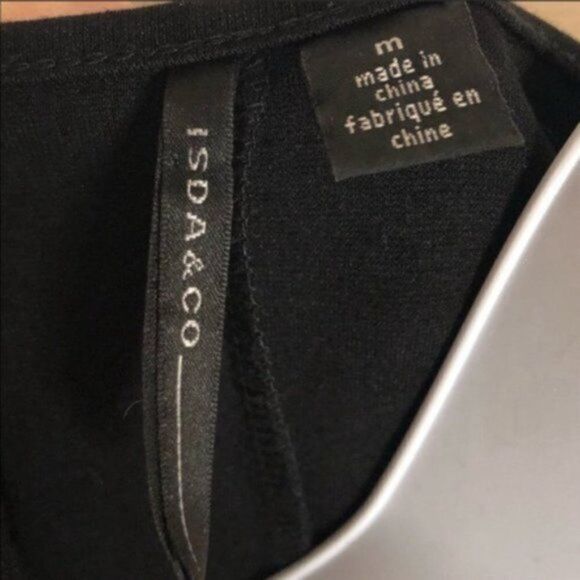 ISDA&CO
m
made in
china
fabriqué en
chine